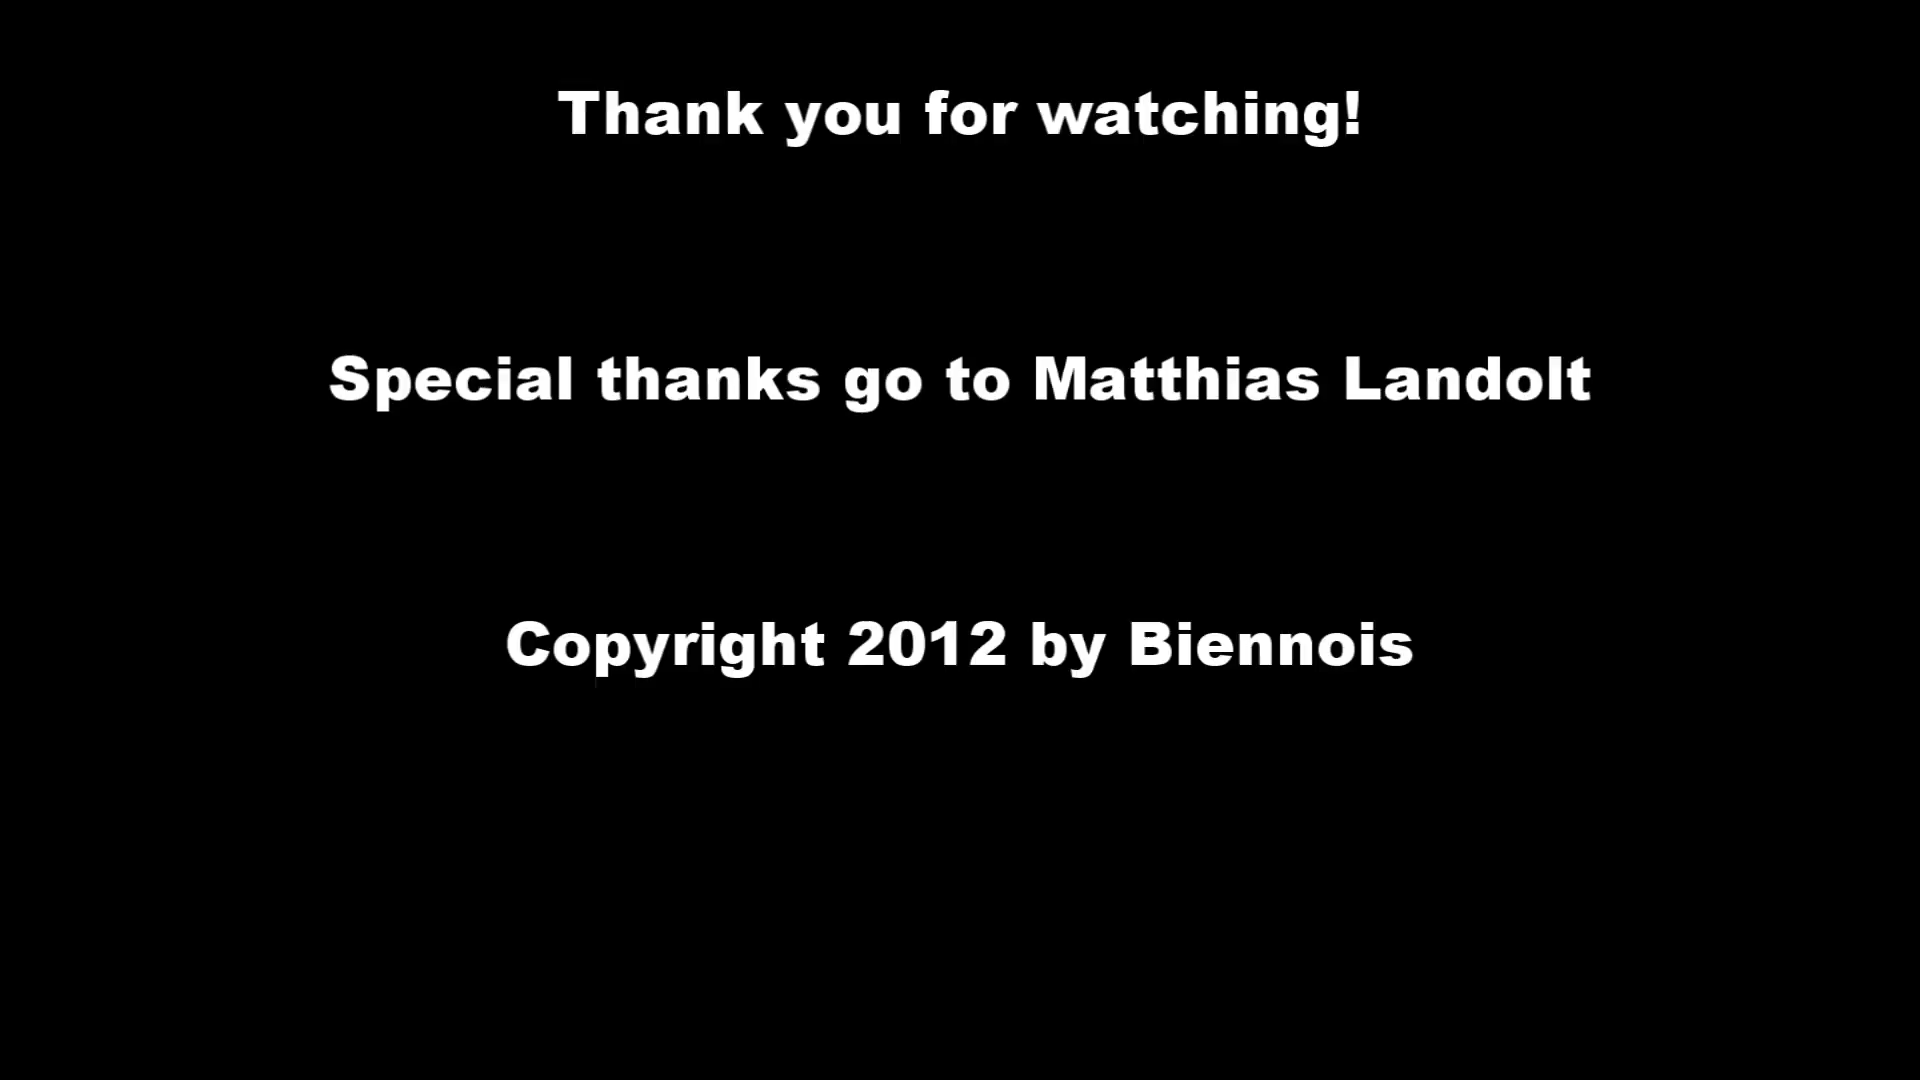 Thank you for watching!
Special thanks go to Matthias Landolt
Copyright 2012 by Biennois